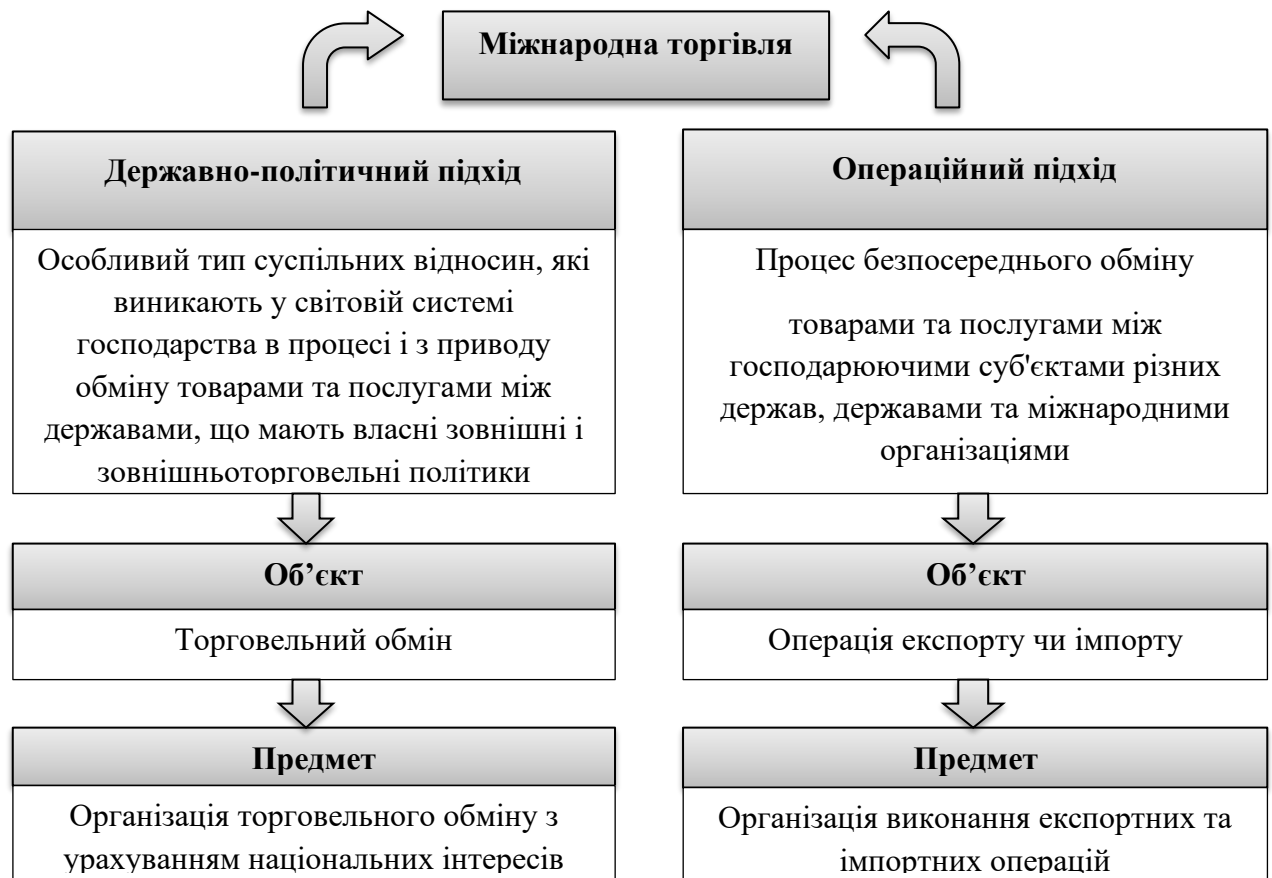 Міжнародна торгівля
Державно-політичний підхід
Особливий тип суспільних відносин, які
виникають у світовій системі
господарства в процесі і з приводу
обміну товарами та послугами між
державами, що мають власні зовнішні і
зовнішньоторговельні політики
Об’єкт
Торговельний обмін
Предмет
Організація торговельного обміну з
урахуванням національних інтересів
Операційний підхід
Процес безпосереднього обміну
товарами та послугами між
господарюючими суб'єктами різних
держав, державами та міжнародними
організаціями
Об’єкт
Операція експорту чи імпорту
Предмет
Організація виконання експортних та
імпортних операцій